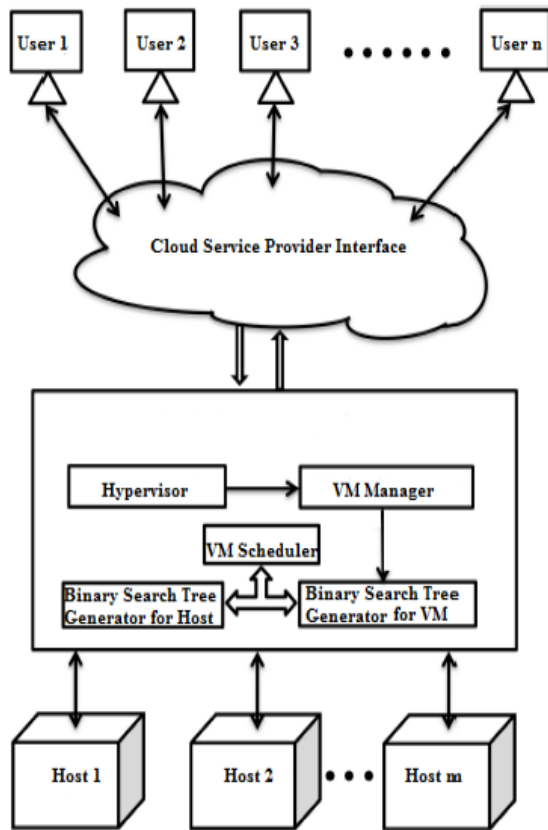 User 1
User 2
User 3
User n
Cloud Service Provider Interface
Hypervisor
VM Manager
VM Scheduler
Binary Search Tree
Generator for Host
Binary Search Tree
Generator for VM
Host 1
Host 2
Host m